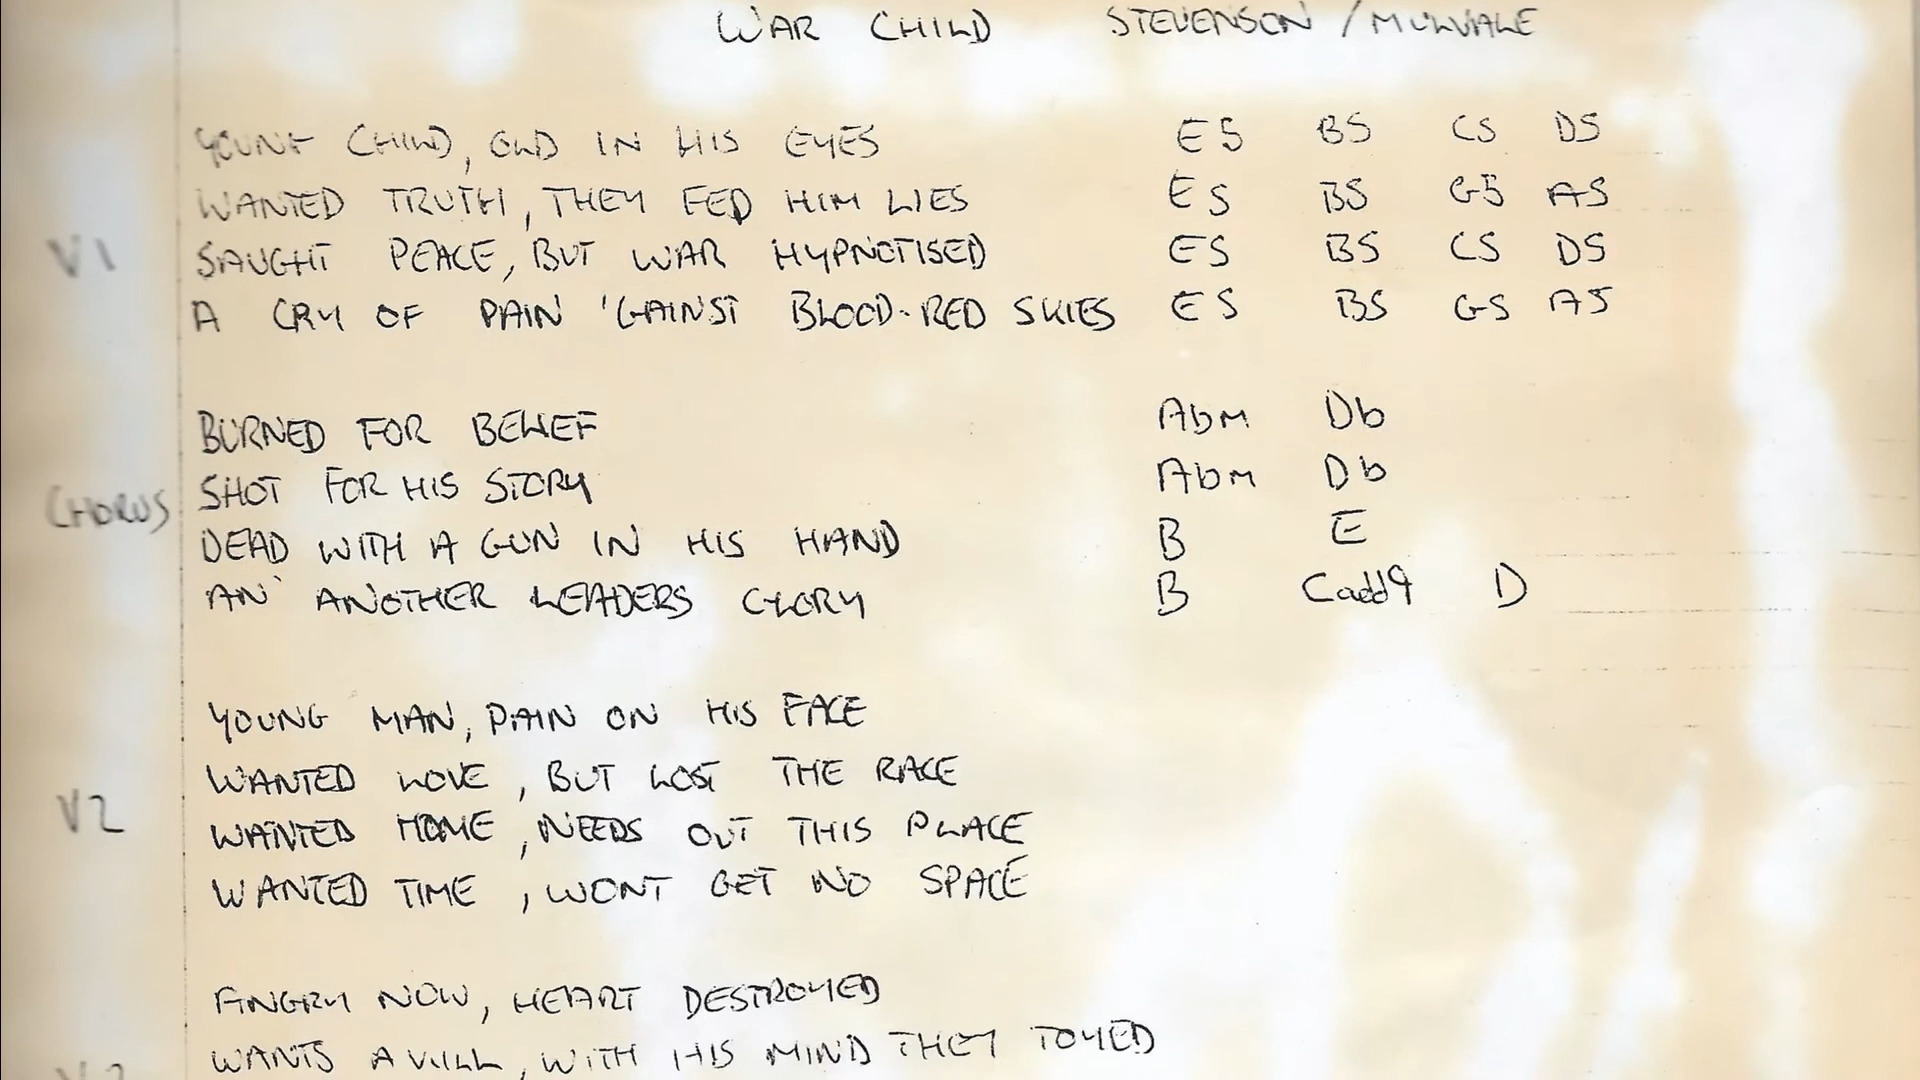 WAR CHILD STEVENSON / MULVALE
YOUNG CHILD, OLD IN HIS EYES E5 B5 C5 D5
WANTED TRUTH, THEY FED HIM LIES E5 B5 G5 A5
V1
SAUGHT PEACE, BUT WAR HYPNOTISED E5 B5 C5 D5
A CRY OF PAIN 'GAINST BLOOD-RED SKIES E5 B5 G5 A5
BURNED FOR BELIEF Abm Db
CHORUS SHOT FOR HIS STORY Abm Db
DEAD WITH A GUN IN HIS HAND B E
AN' ANOTHER LEADERS GLORY B Cadd9 D
YOUNG MAN, PAIN ON HIS FACE
WANTED LOVE, BUT LOST THE RACE
V2
WANTED HOME, NEEDS OUT THIS PLACE
WANTED TIME, WONT GET NO SPACE
ANGRY NOW, HEART DESTROYED
WANTS A KILL, WITH HIS MIND THEY TOYED